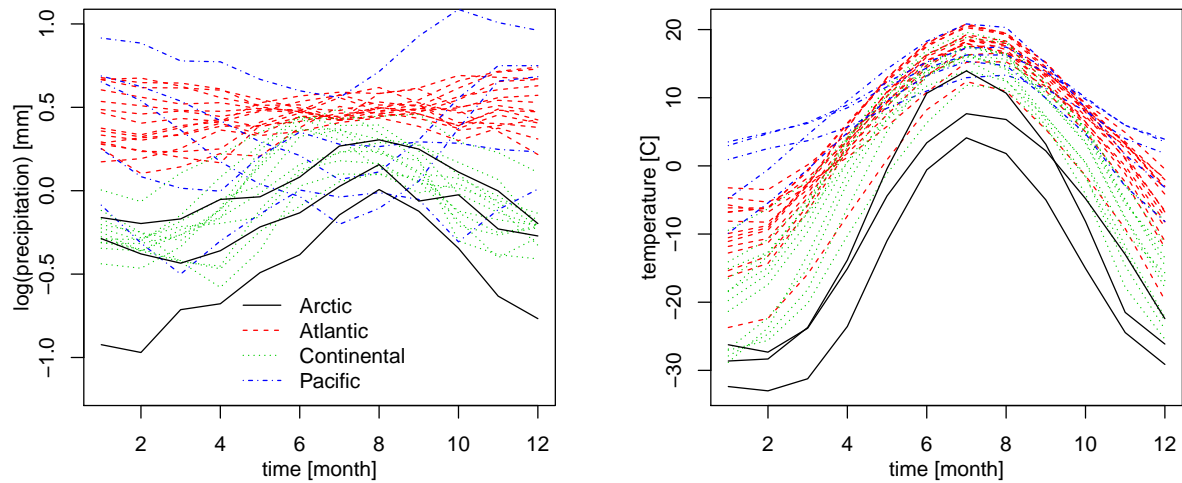 log(precipitation) [mm]
1.0
0.5
0.0
−0.5
−1.0
Arctic
Atlantic
Continental
Pacific
2 4 6 8 10 12
time [month]
temperature [C]
20
10
0
−10
−20
−30
2 4 6 8 10 12
time [month]